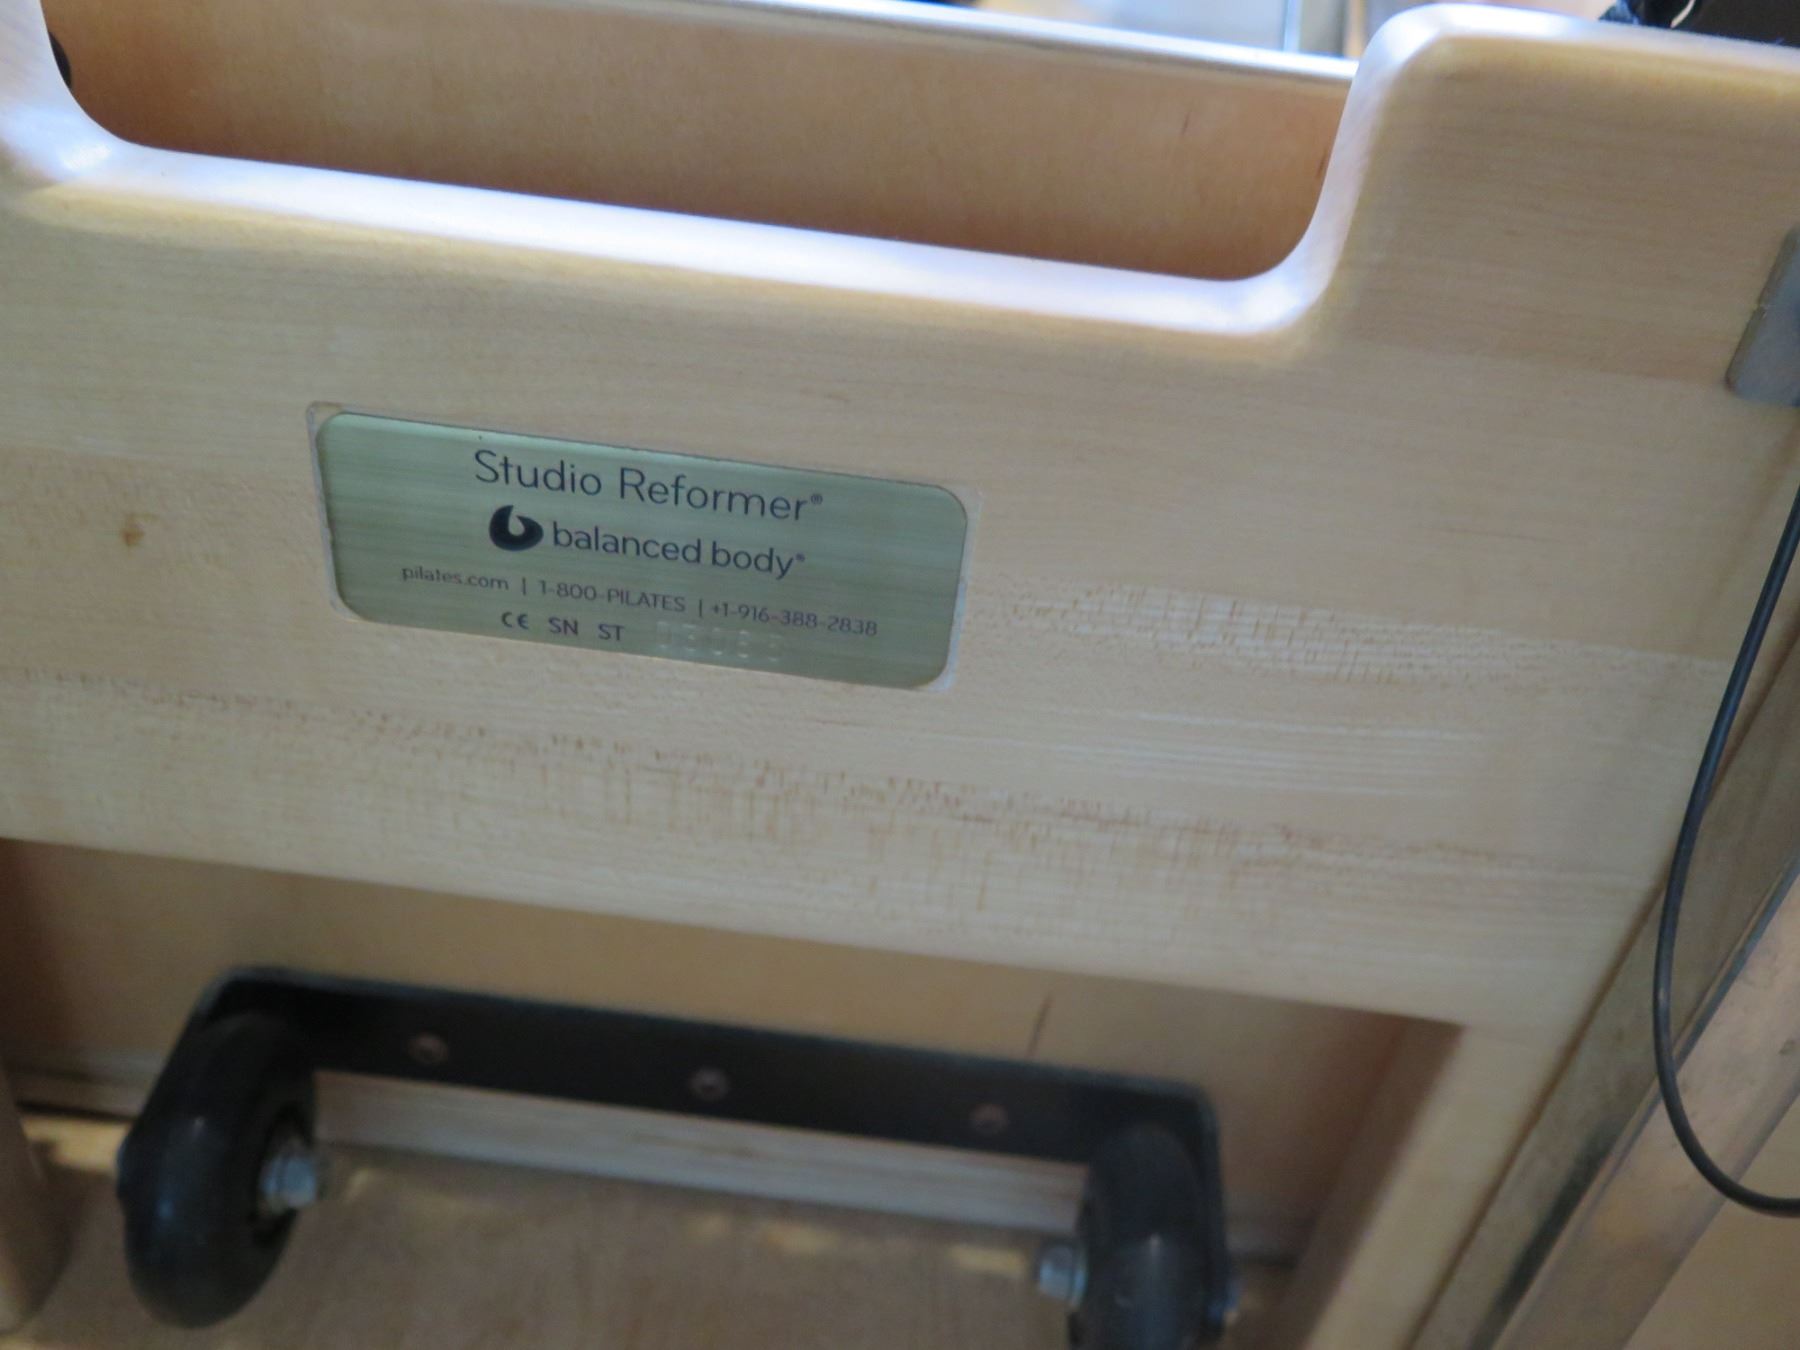 Studio Reformer®
balanced body®
pilates.com | 1-800-PILATES | +1-916-388-2838
CE SN ST